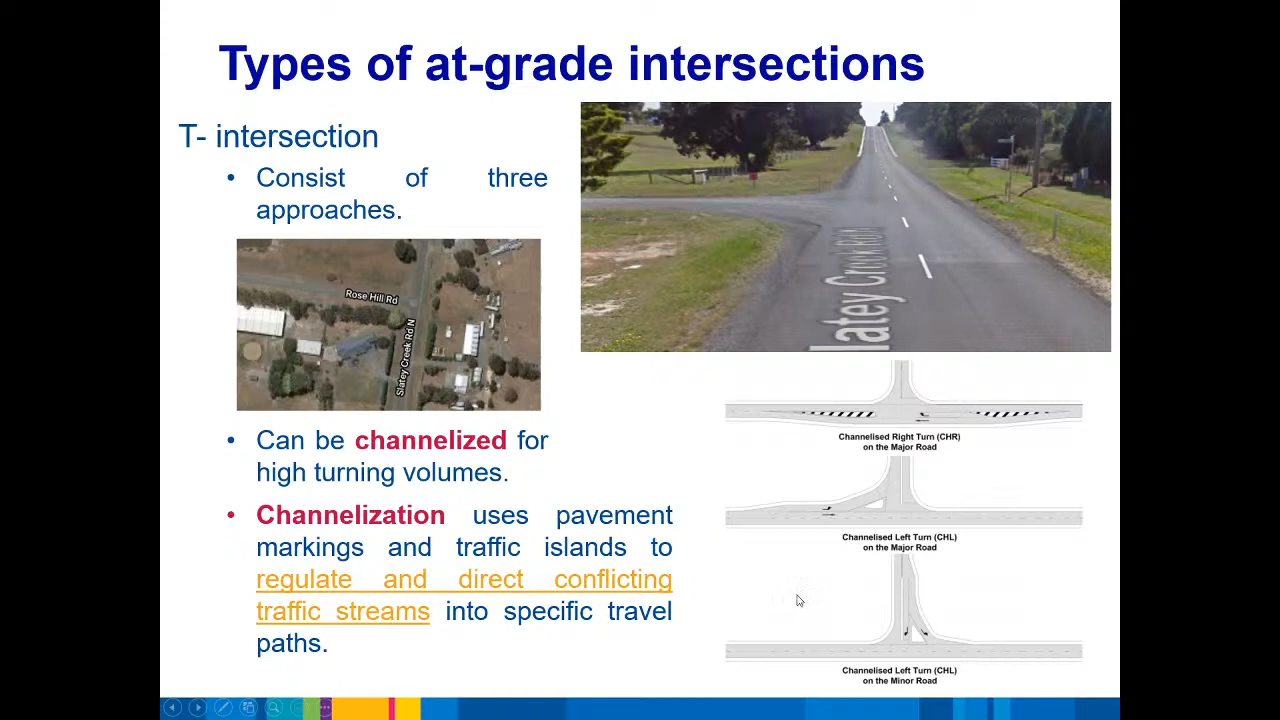 Types of at-grade intersections
T- intersection
• Consist of three
approaches.
Rose Hill Rd
Slatey Creek Rd N
latey Creek Rd N
• Can be channelized for
high turning volumes.
• Channelization uses pavement
markings and traffic islands to
regulate and direct conflicting
traffic streams into specific travel
paths.
Channelised Right Turn (CHR)
on the Major Road
Channelised Left Turn (CHL)
on the Major Road
Channelised Left Turn (CHL)
on the Minor Road